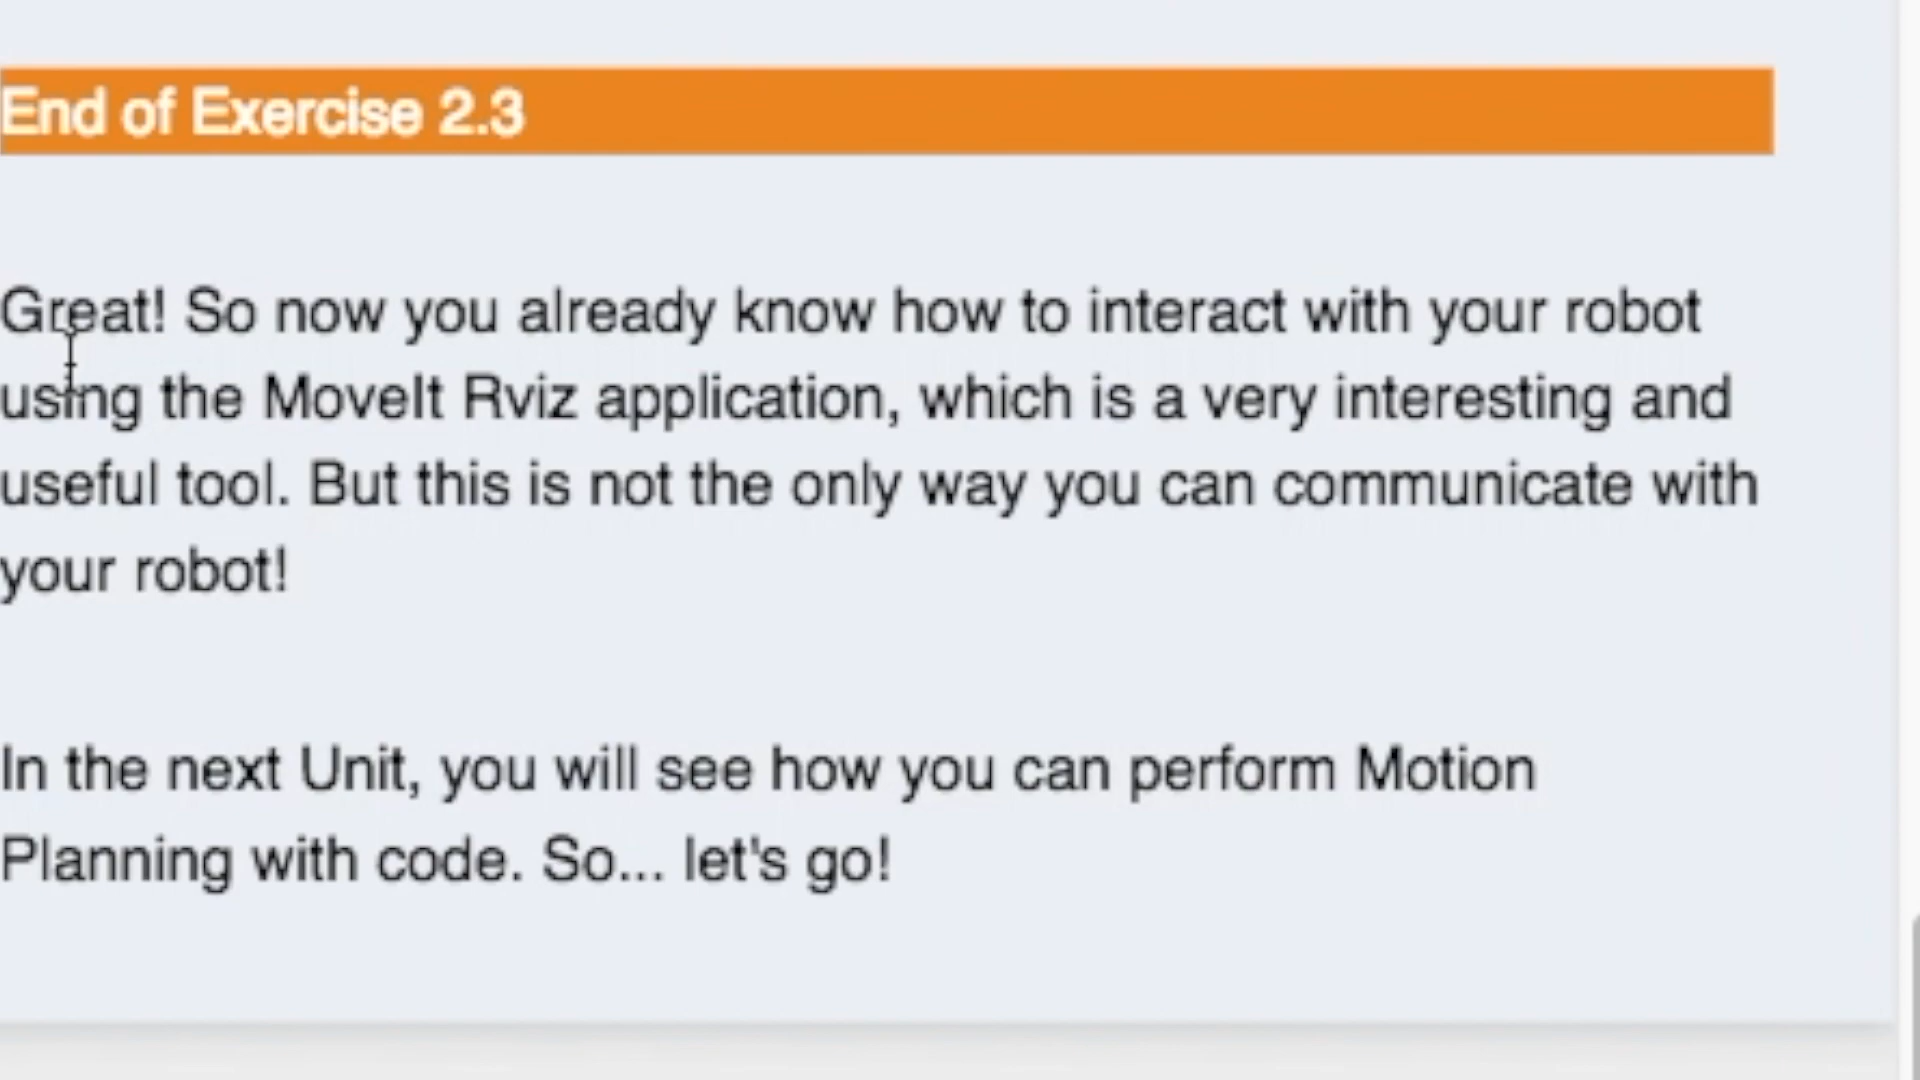 End of Exercise 2.3
Great! So now you already know how to interact with your robot
using the MoveIt Rviz application, which is a very interesting and
useful tool. But this is not the only way you can communicate with
your robot!
In the next Unit, you will see how you can perform Motion
Planning with code. So... let's go!